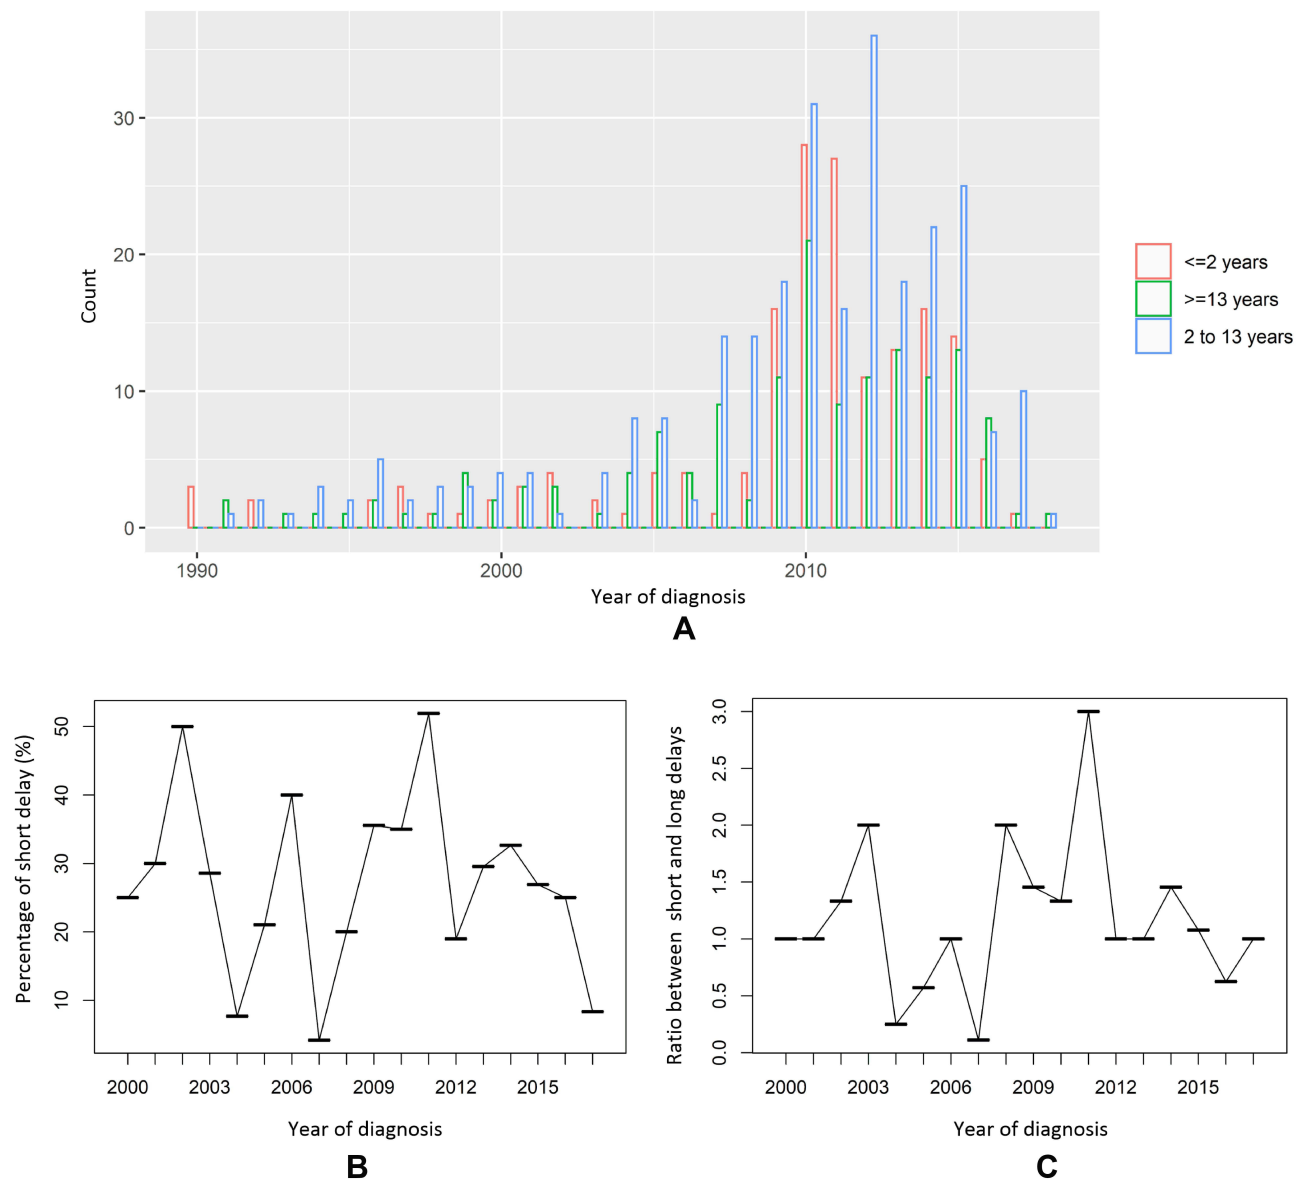 30
20
10
0
Count
1990 2000 2010
Year of diagnosis
<=2 years
>=13 years
2 to 13 years
A
50
40
30
20
10
Percentage of short delay (%)
2000 2003 2006 2009 2012 2015
Year of diagnosis
B
3.0
2.5
2.0
1.5
1.0
0.5
0.0
Ratio between short and long delays
2000 2003 2006 2009 2012 2015
Year of diagnosis
C